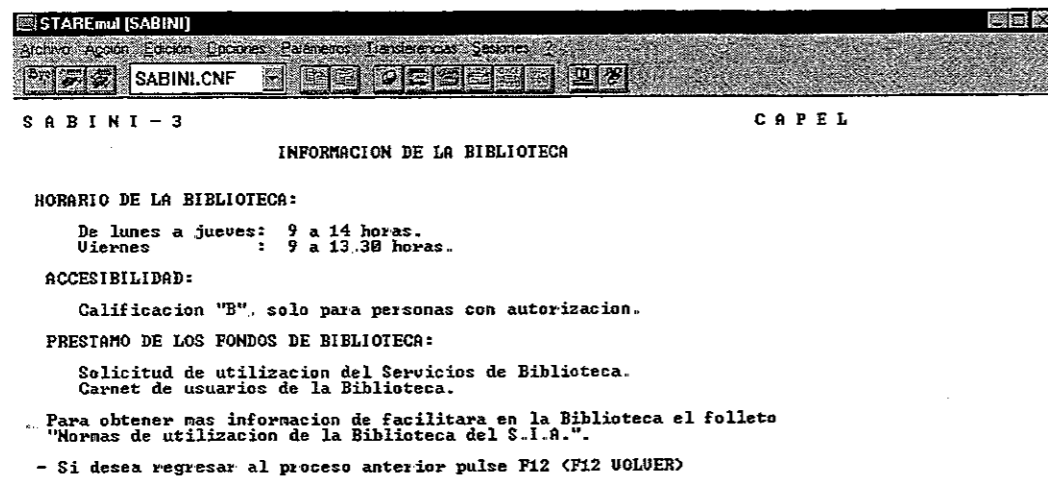 STAREmul [SABINI]
Archivo Acción Edición Opciones Parámetros Transferencias Sesiones ?
SABINI.CNF
S A B I N I - 3 C A P E L
INFORMACION DE LA BIBLIOTECA
HORARIO DE LA BIBLIOTECA:
De lunes a jueves: 9 a 14 horas.
Viernes : 9 a 13.30 horas.
ACCESIBILIDAD:
Calificacion "B", solo para personas con autorizacion.
PRESTAMO DE LOS FONDOS DE BIBLIOTECA:
Solicitud de utilizacion del Servicios de Biblioteca.
Carnet de usuarios de la Biblioteca.
Para obtener mas informacion de facilitara en la Biblioteca el folleto
"Normas de utilizacion de la Biblioteca del S.I.A.".
- Si desea regresar al proceso anterior pulse F12 <F12 VOLVER>